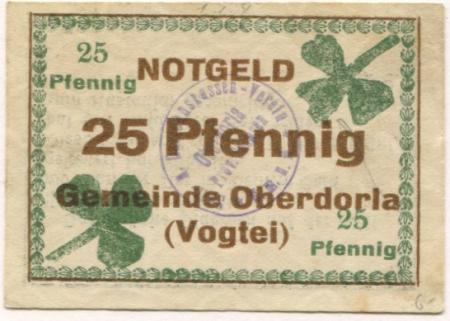 25
Pfennig
NOTGELD
25 Pfennig
Gemeinde Oberdorla
(Vogtei)
25
Pfennig